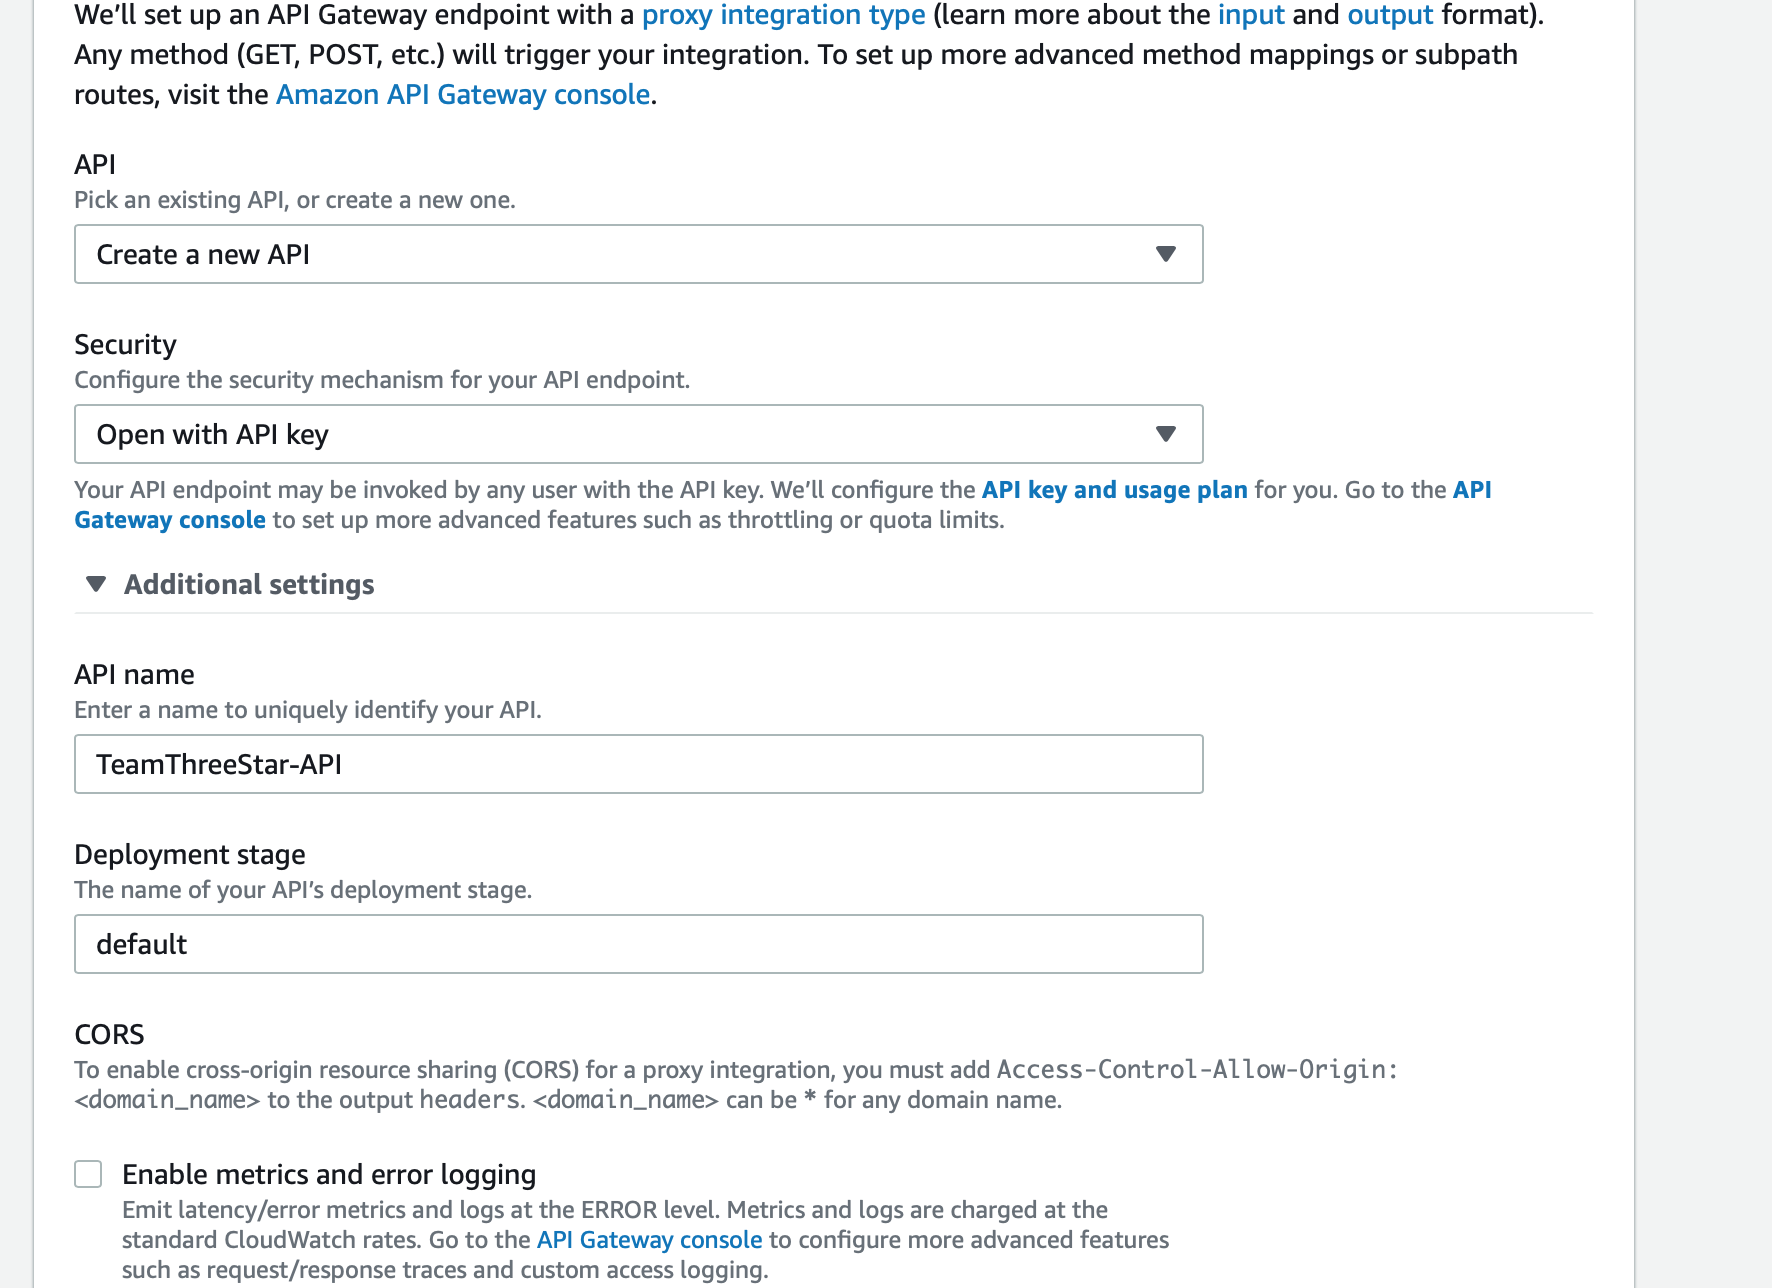 We’ll set up an API Gateway endpoint with a proxy integration type (learn more about the input and output format).
Any method (GET, POST, etc.) will trigger your integration. To set up more advanced method mappings or subpath
routes, visit the Amazon API Gateway console.
API
Pick an existing API, or create a new one.
Create a new API
Security
Configure the security mechanism for your API endpoint.
Open with API key
Your API endpoint may be invoked by any user with the API key. We’ll configure the API key and usage plan for you. Go to the API
Gateway console to set up more advanced features such as throttling or quota limits.
Additional settings
API name
Enter a name to uniquely identify your API.
TeamThreeStar-API
Deployment stage
The name of your API’s deployment stage.
default
CORS
To enable cross-origin resource sharing (CORS) for a proxy integration, you must add Access-Control-Allow-Origin:
<domain_name> to the output headers. <domain_name> can be * for any domain name.
Enable metrics and error logging
Emit latency/error metrics and logs at the ERROR level. Metrics and logs are charged at the
standard CloudWatch rates. Go to the API Gateway console to configure more advanced features
such as request/response traces and custom access logging.